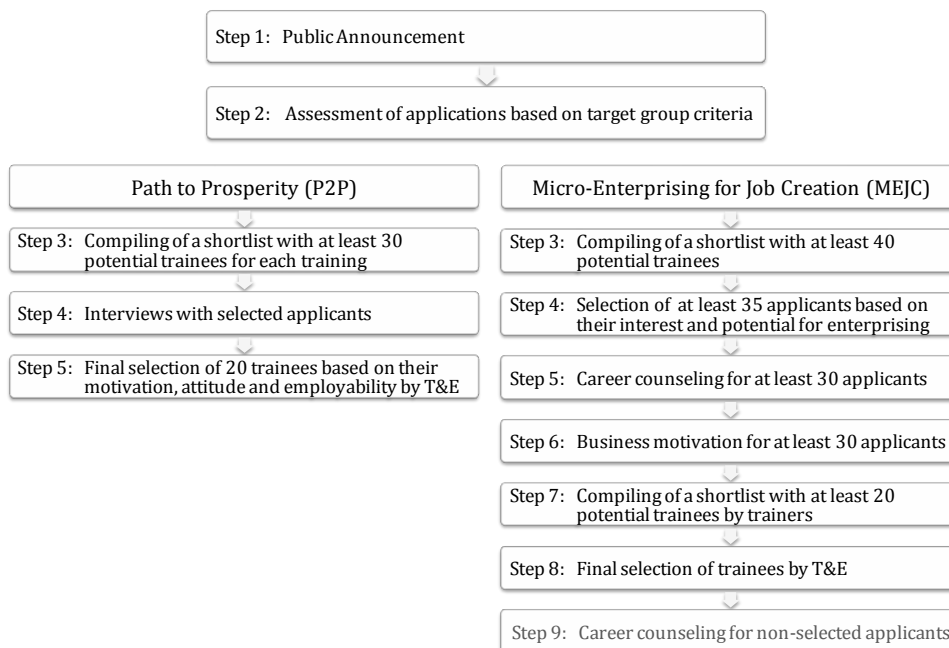 Step 1: Public Announcement
Step 2: Assessment of applications based on target group criteria
Path to Prosperity (P2P)
Step 3: Compiling of a shortlist with at least 30
potential trainees for each training
Step 4: Interviews with selected applicants
Step 5: Final selection of 20 trainees based on their
motivation, attitude and employability by T&E
Micro-Enterprising for Job Creation (MEJC)
Step 3: Compiling of a shortlist with at least 40
potential trainees
Step 4: Selection of at least 35 applicants based on
their interest and potential for enterprising
Step 5: Career counseling for at least 30 applicants
Step 6: Business motivation for at least 30 applicants
Step 7: Compiling of a shortlist with at least 20
potential trainees by trainers
Step 8: Final selection of trainees by T&E
Step 9: Career counseling for non-selected applicants